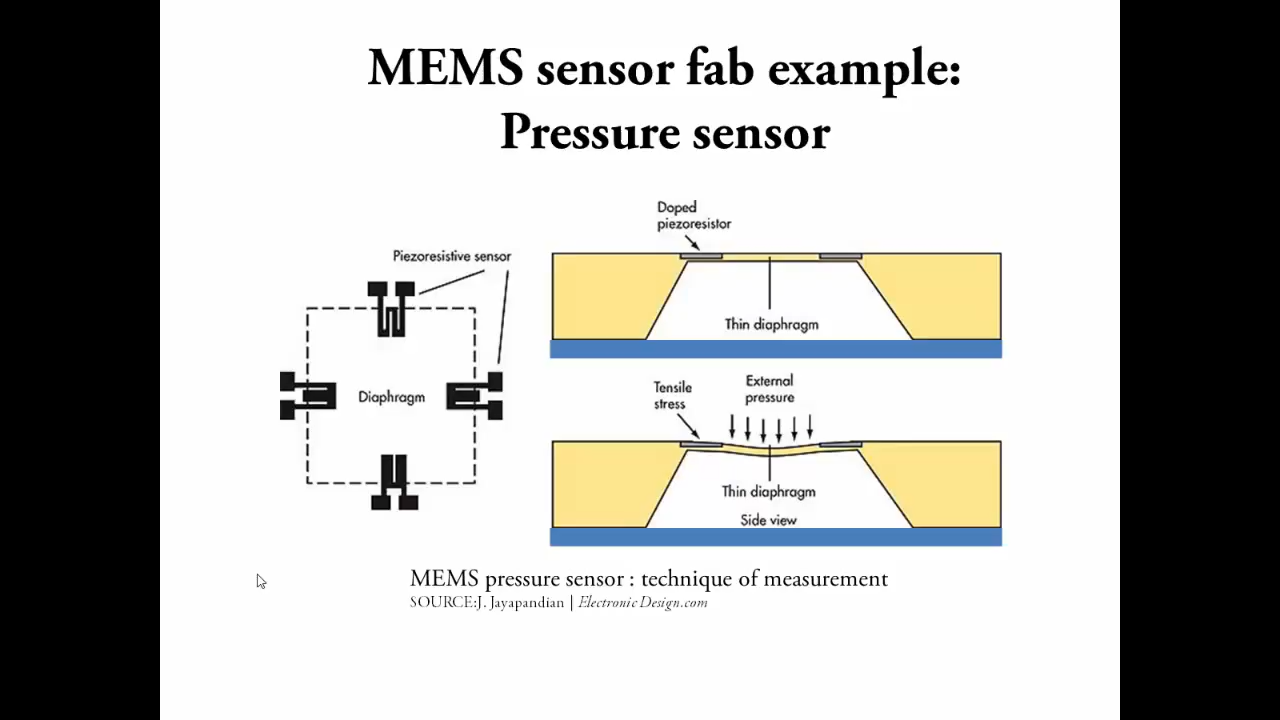 MEMS sensor fab example:
Pressure sensor
Piezoresistive sensor
Diaphragm
Doped
piezoresistor
Thin diaphragm
Tensile
stress
External
pressure
Thin diaphragm
Side view
MEMS pressure sensor : technique of measurement
SOURCE:J. Jayapandian | Electronic Design.com